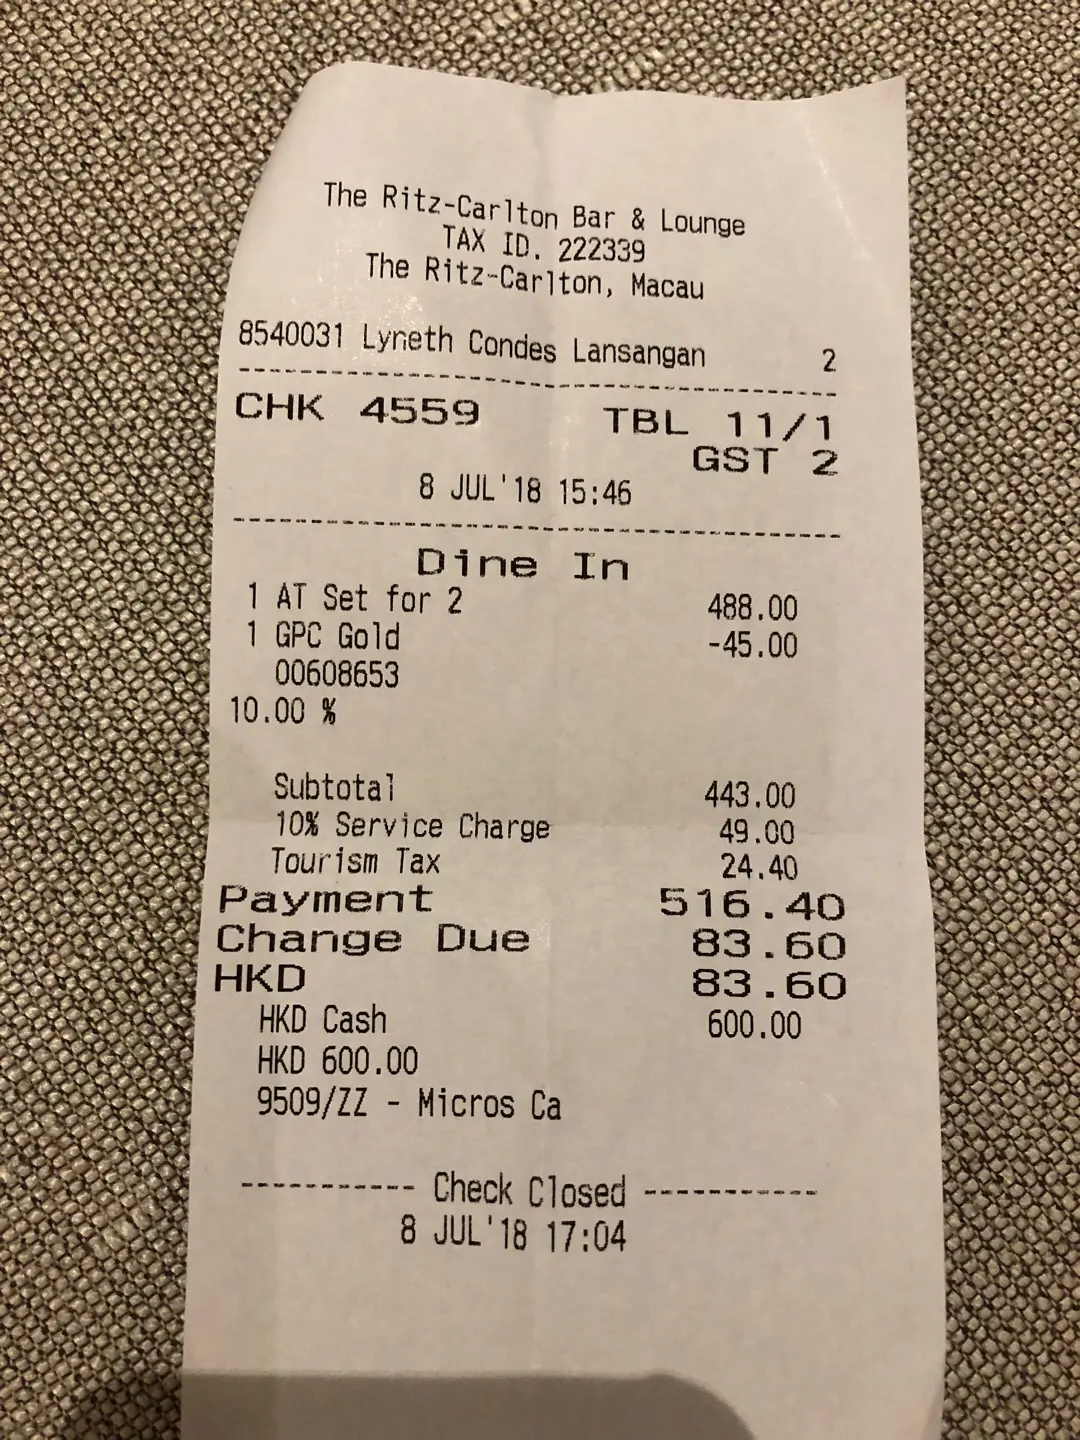 The Ritz-Carlton Bar & Lounge
TAX ID. 222339
The Ritz-Carlton, Macau
8540031 Lyneth Condes Lansangan 2
CHK 4559 TBL 11/1
GST 2
8 JUL'18 15:46
Dine In
1 AT Set for 2 488.00
1 GPC Gold -45.00
00608653
10.00 %
Subtotal 443.00
10% Service Charge 49.00
Tourism Tax 24.40
Payment 516.40
Change Due 83.60
HKD 83.60
HKD Cash 600.00
HKD 600.00
9509/ZZ - Micros Ca
----------- Check Closed -----------
8 JUL'18 17:04